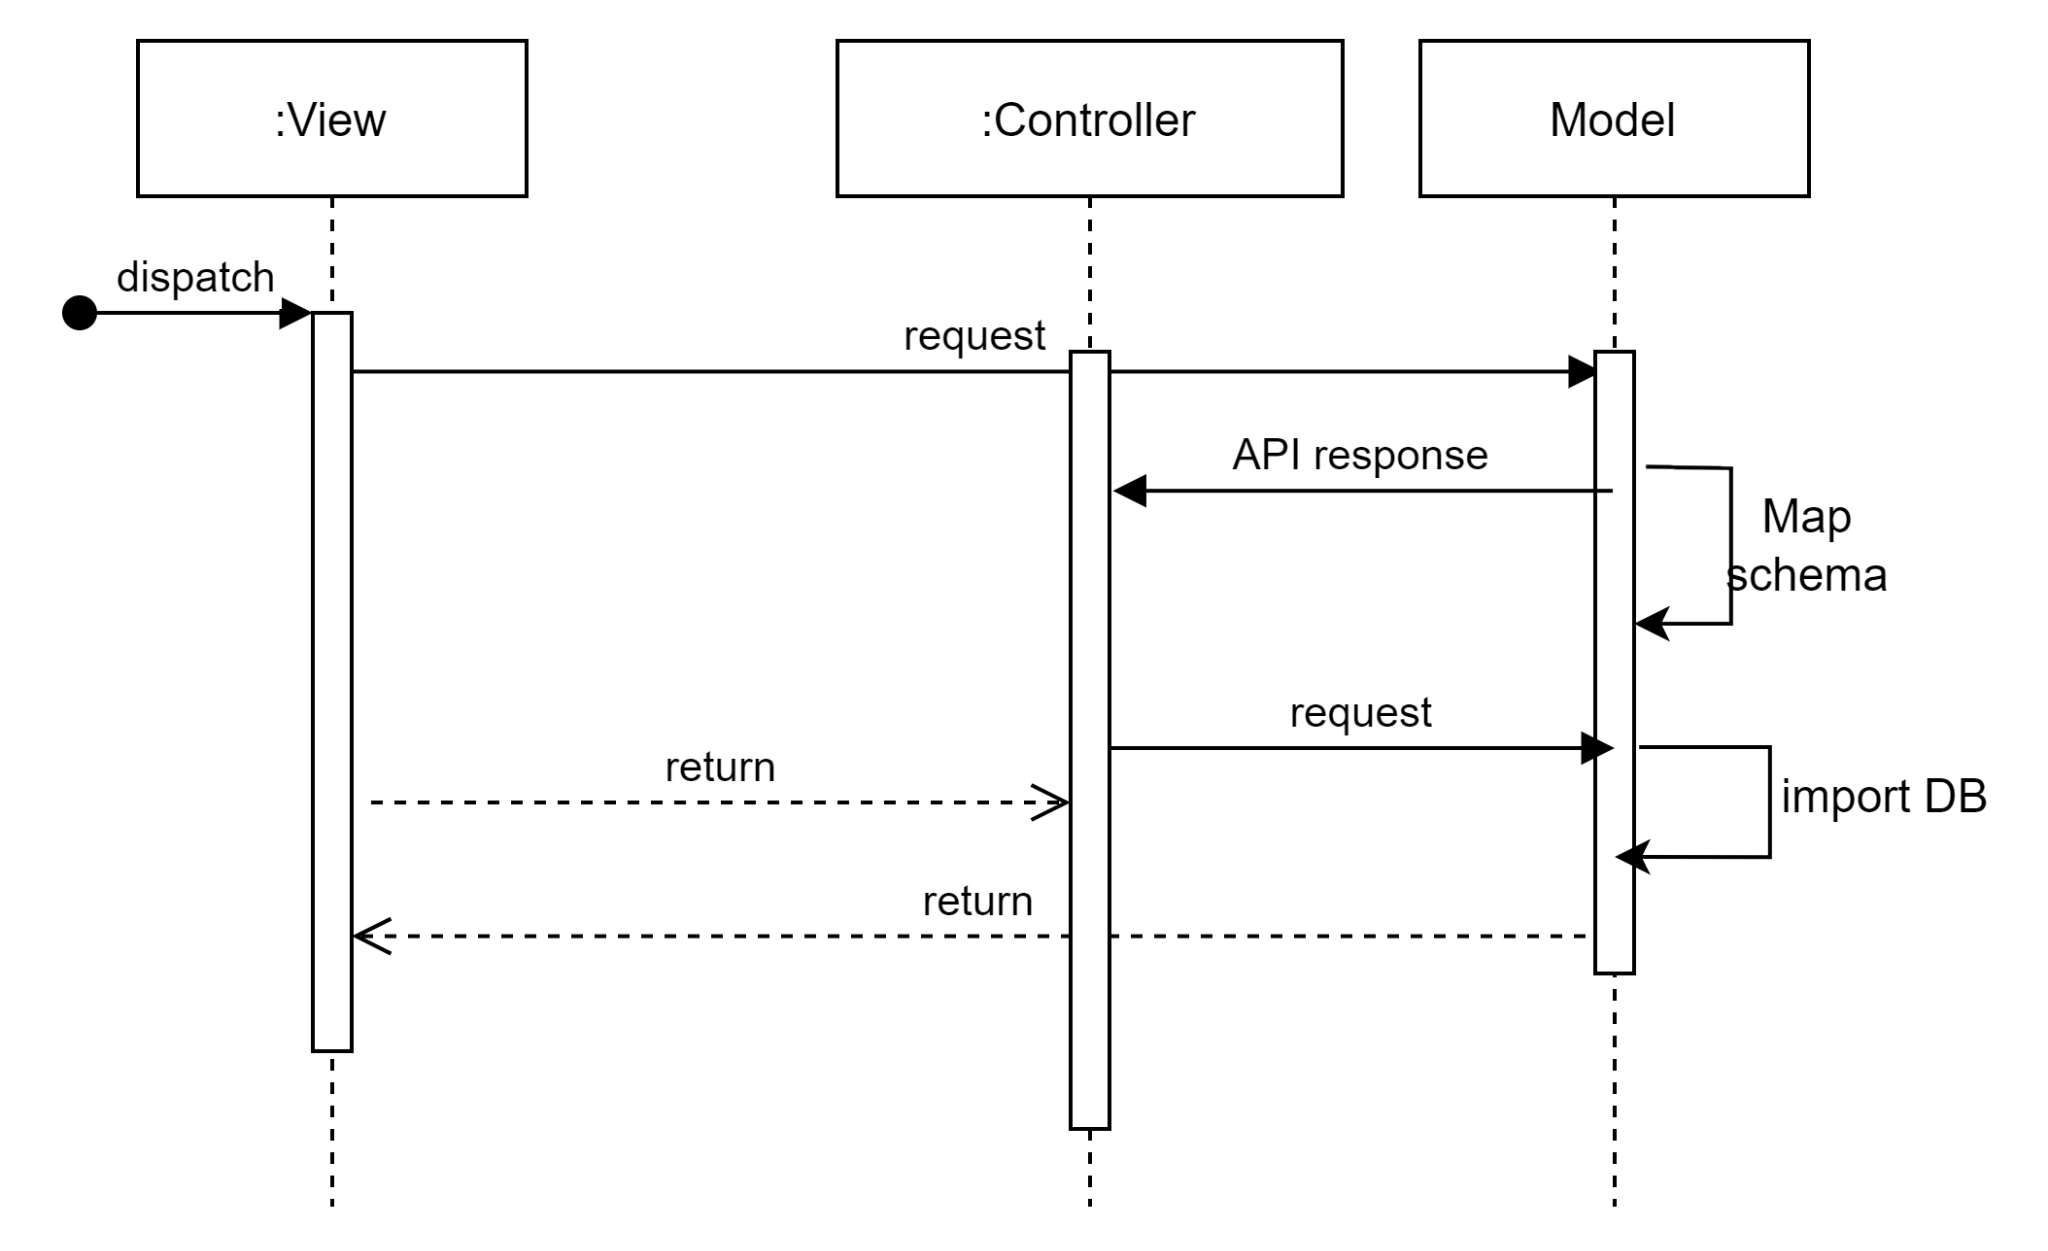 :View
:Controller
Model
dispatch
request
API response
Map
schema
request
return
import DB
return